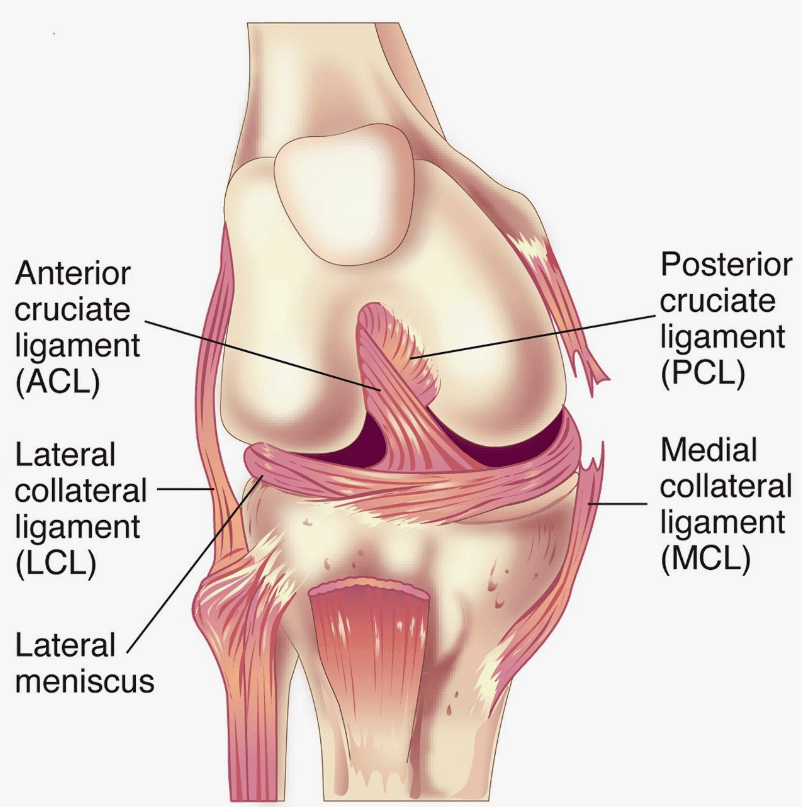 Anterior
cruciate
ligament
(ACL)
Lateral
collateral
ligament
(LCL)
Lateral
meniscus
Posterior
cruciate
ligament
(PCL)
Medial
collateral
ligament
(MCL)